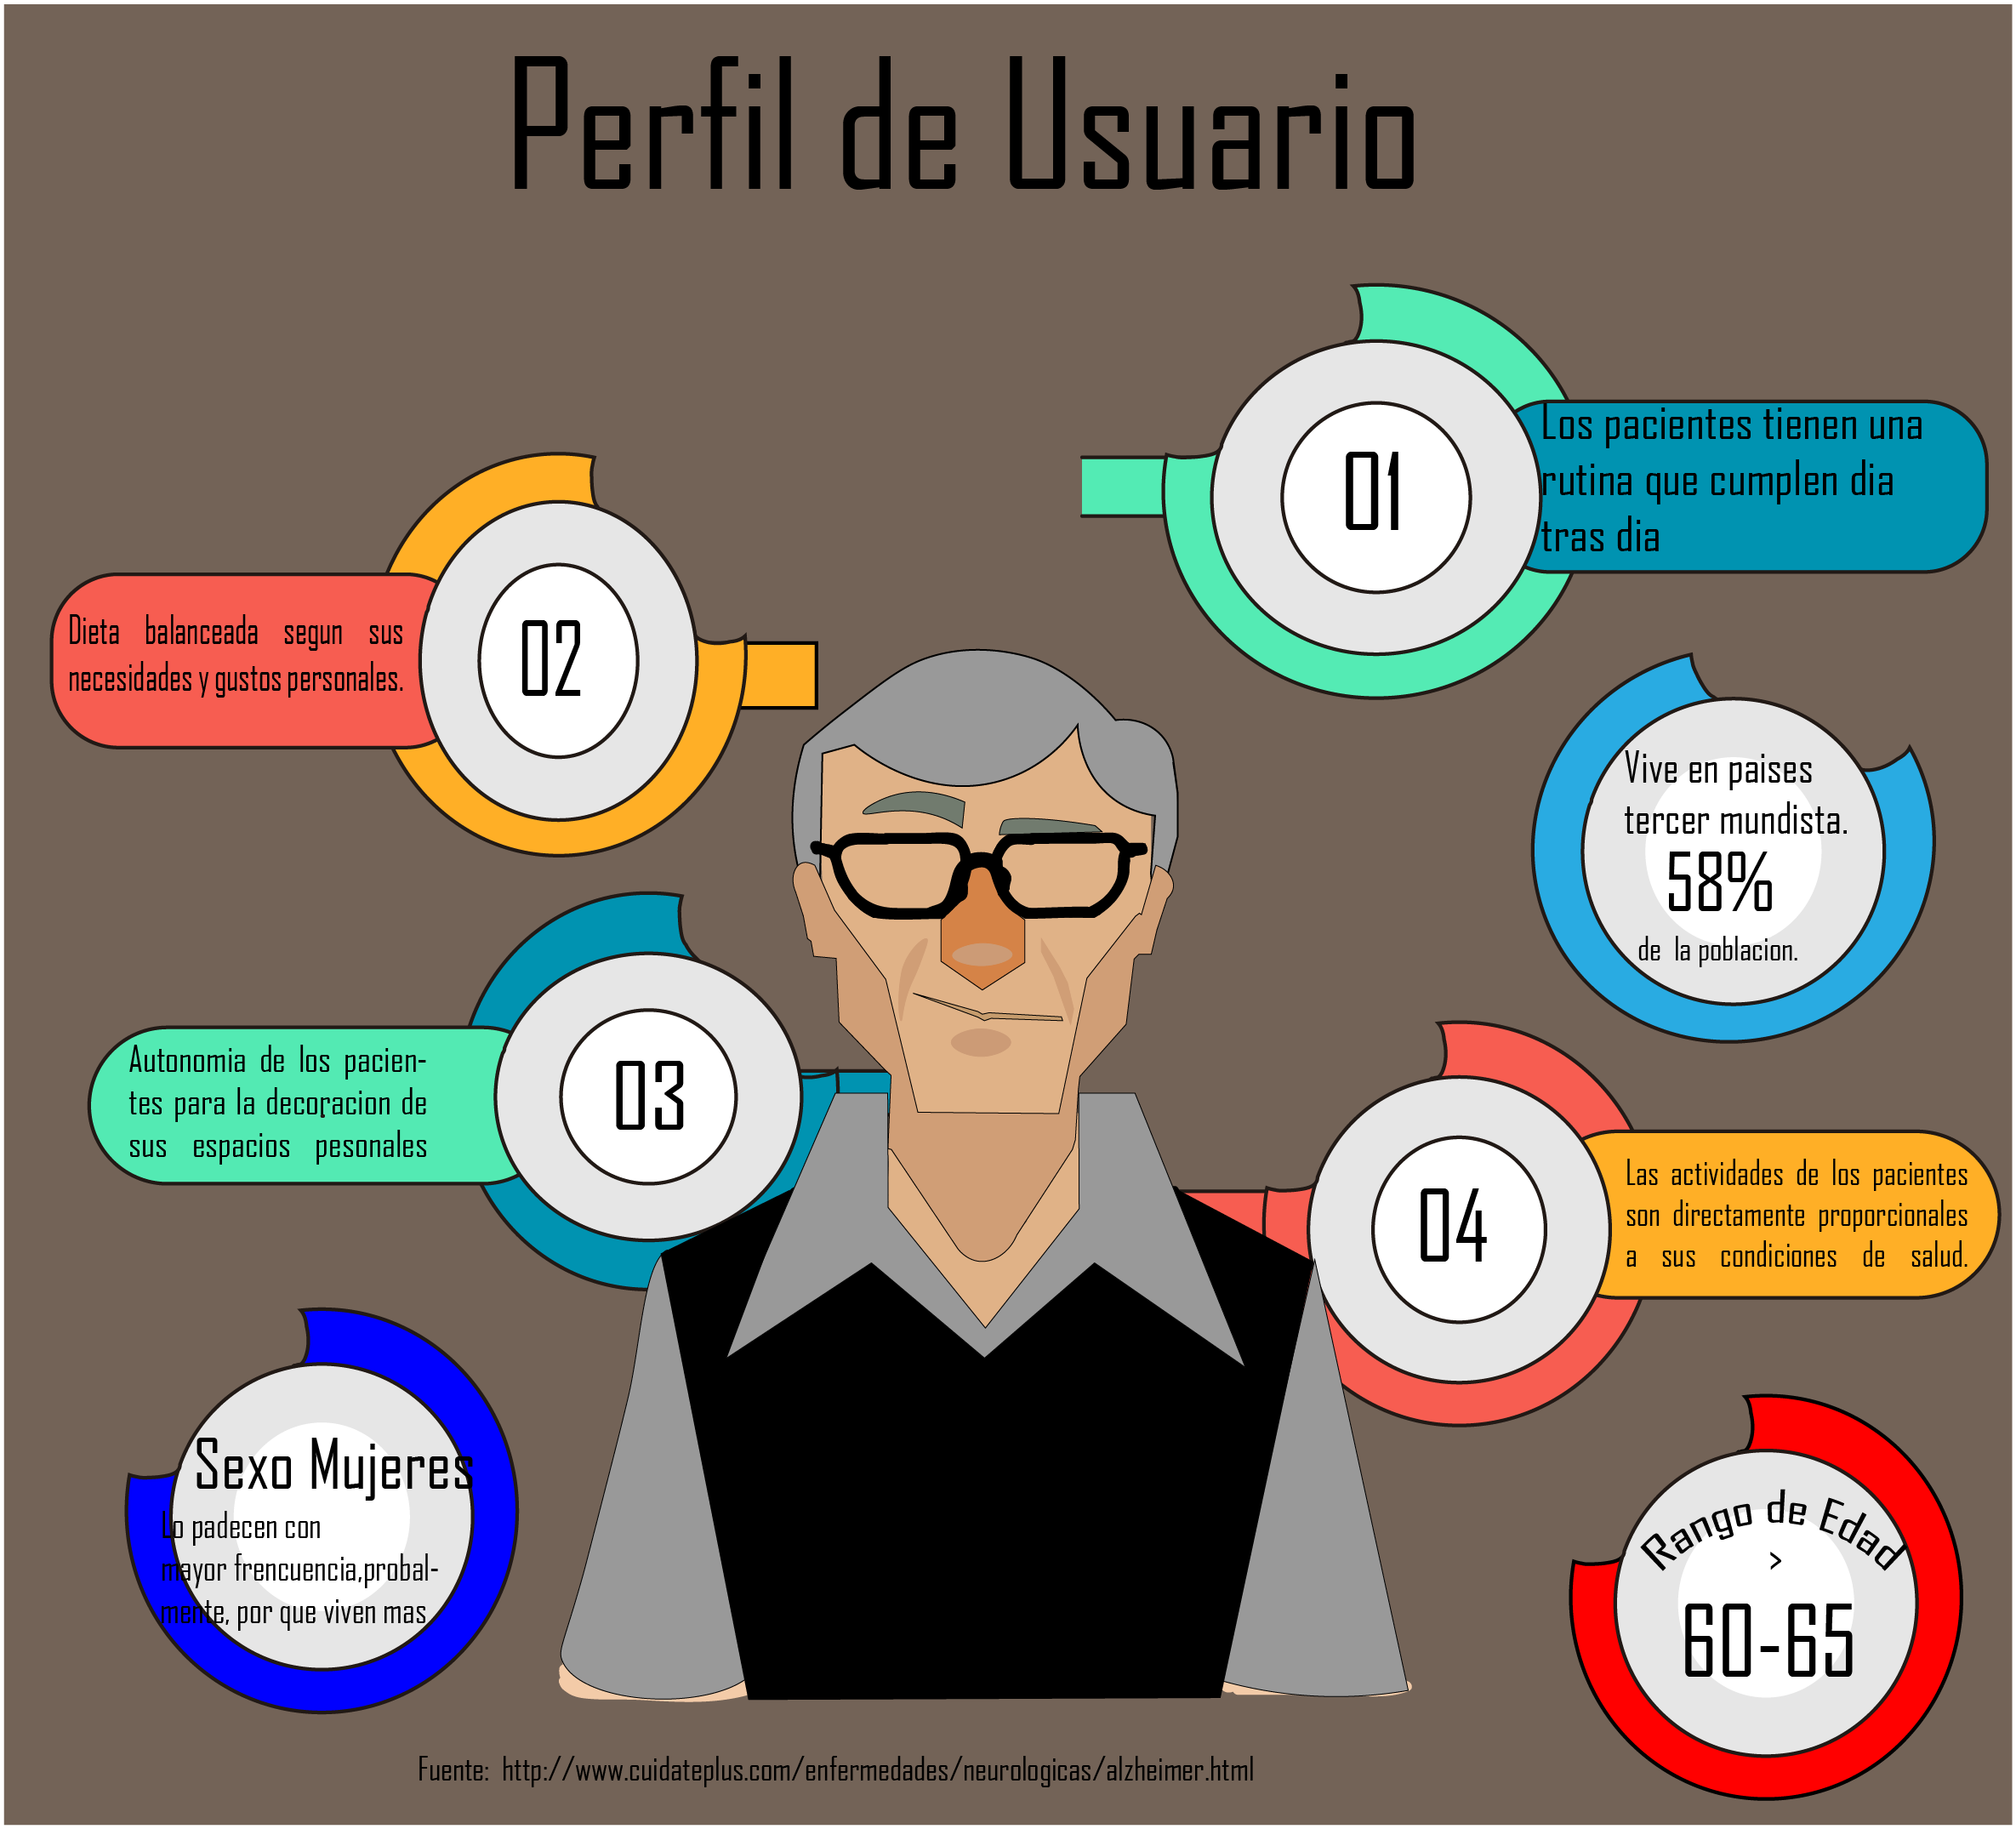 Perfil de Usuario
01
Los pacientes tienen una
rutina que cumplen dia
tras dia
02
Dieta balanceada segun sus
necesidades y gustos personales.
Vive en paises
tercer mundista.
58%
de la poblacion.
03
Autonomia de los pacien-
tes para la decoracion de
sus espacios pesonales
04
Las actividades de los pacientes
son directamente proporcionales
a sus condiciones de salud.
Sexo Mujeres
Lo padecen con
mayor frencuencia,probal-
mente, por que viven mas
Rango de Edad
>
60-65
Fuente: http://www.cuidateplus.com/enfermedades/neurologicas/alzheimer.html